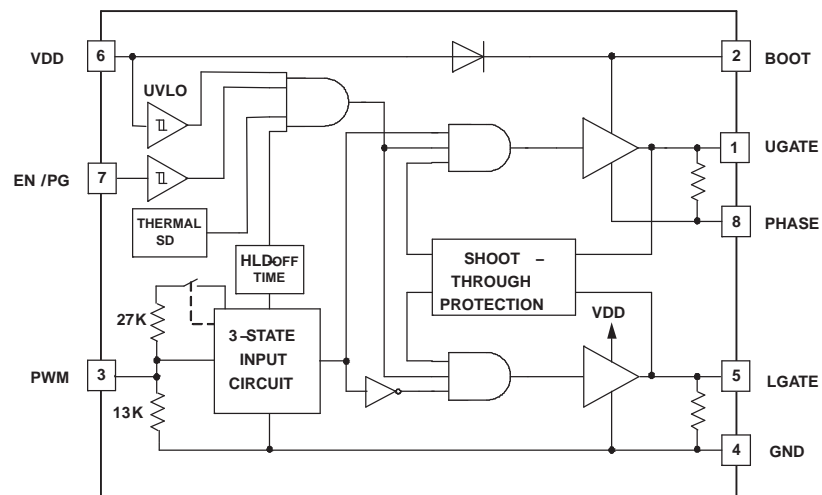 VDD
6
2
BOOT
UVLO
1
UGATE
EN /PG
7
THERMAL
SD
8
PHASE
HLD-OFF
TIME
SHOOT –
THROUGH
PROTECTION
27K
3–STATE
INPUT
CIRCUIT
VDD
PWM
3
5
LGATE
13K
4
GND